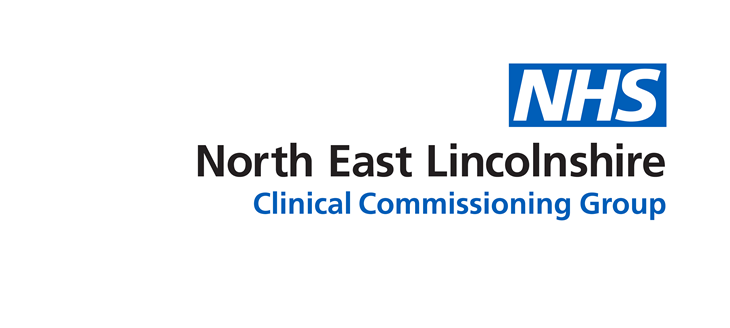 NHS
North East Lincolnshire
Clinical Commissioning Group